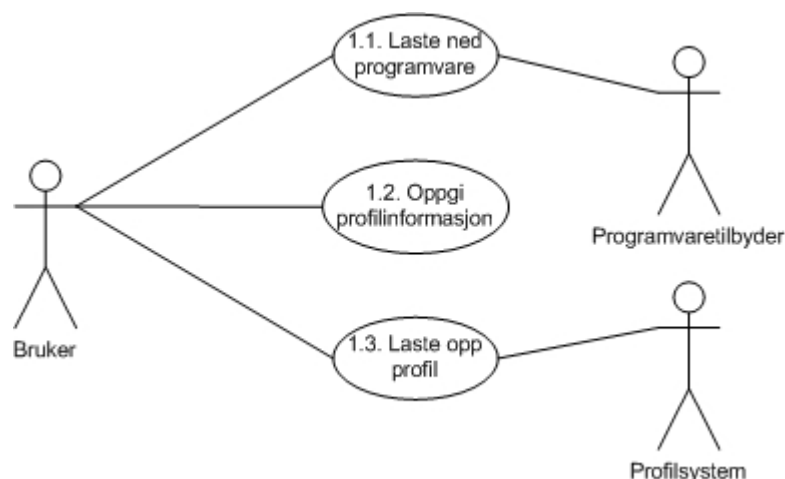 1.1. Laste ned
programvare
1.2. Oppgi
profilinformasjon
Programvaretilbyder
1.3. Laste opp
profil
Bruker
Profilsystem